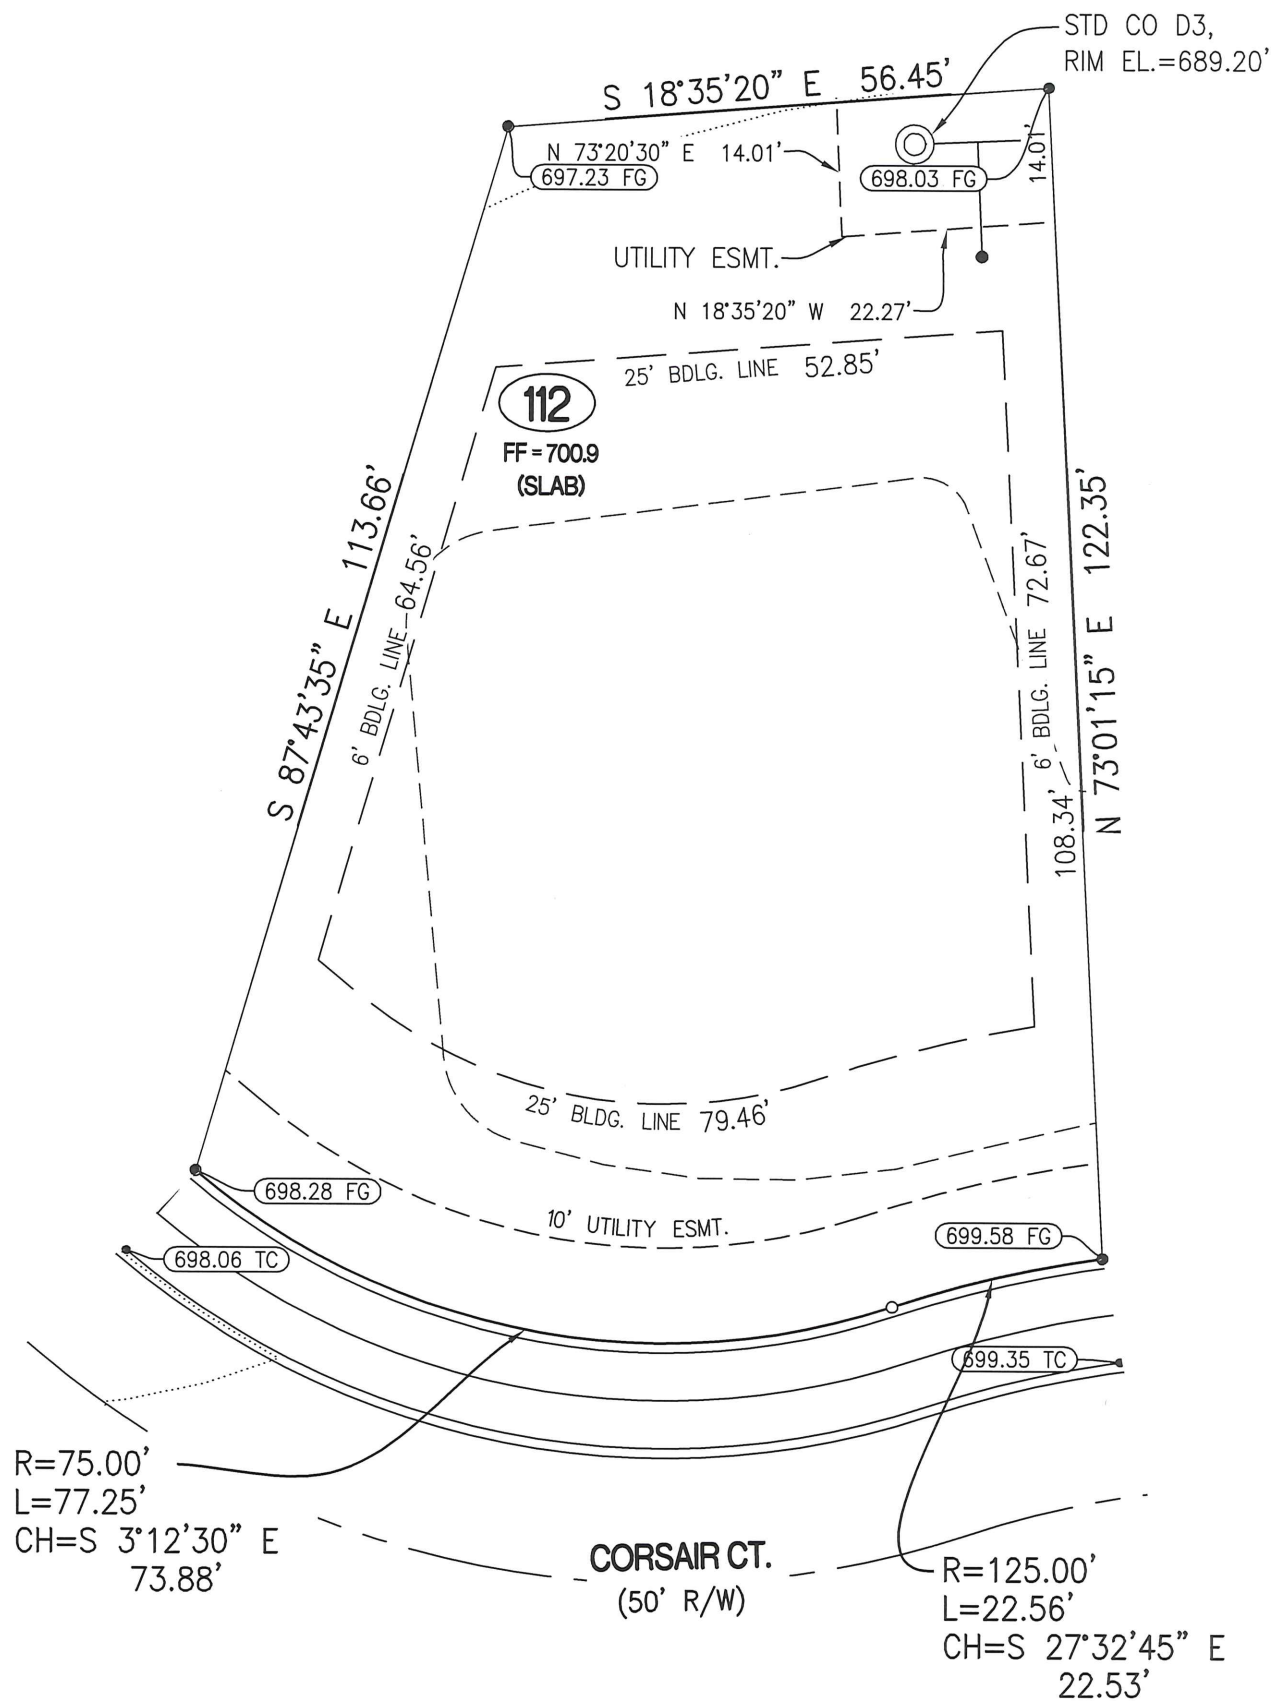 STD CO D3,
RIM EL.=689.20'
S 18°35'20" E 56.45'
N 73°20'30" E 14.01'
697.23 FG
698.03 FG
14.01'
UTILITY ESMT.
N 18°35'20" W 22.27'
25' BDLG. LINE 52.85'
112
FF=700.9
(SLAB)
S 87°43'35" E 113.66'
6' BDLG. LINE 64.56'
6' BDLG. LINE 72.67'
N 73°01'15" E 122.35'
108.34'
25' BLDG. LINE 79.46'
698.28 FG
10' UTILITY ESMT.
699.58 FG
698.06 TC
699.35 TC
R=75.00'
L=77.25'
CH=S 3°12'30" E
73.88'
CORSAIR CT.
(50' R/W)
R=125.00'
L=22.56'
CH=S 27°32'45" E
22.53'